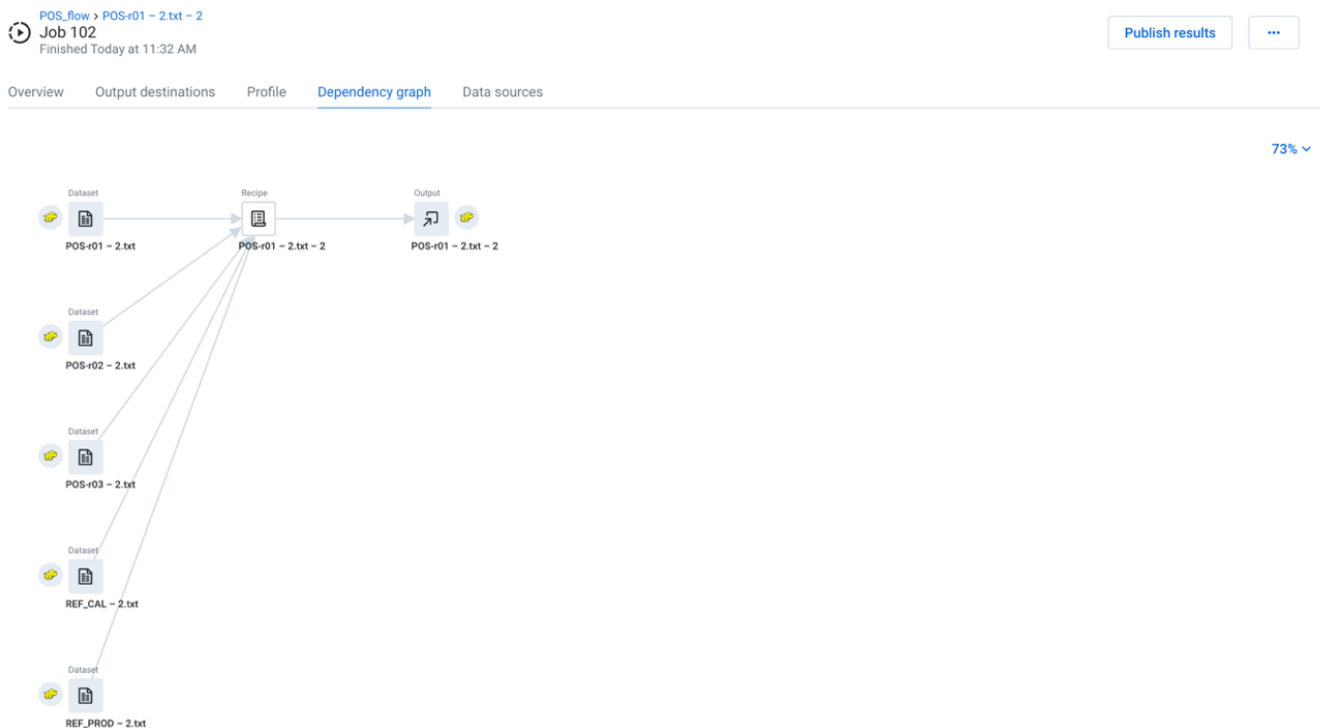 POS_flow > POS-r01 – 2.txt – 2
Job 102
Finished Today at 11:32 AM
Publish results
...
Overview Output destinations Profile Dependency graph Data sources
73%
Dataset Recipe Output
POS-r01 – 2.txt POS-r01 – 2.txt – 2 POS-r01 – 2.txt – 2
Dataset
POS-r02 – 2.txt
Dataset
POS-r03 – 2.txt
Dataset
REF_CAL – 2.txt
Dataset
REF_PROD – 2.txt